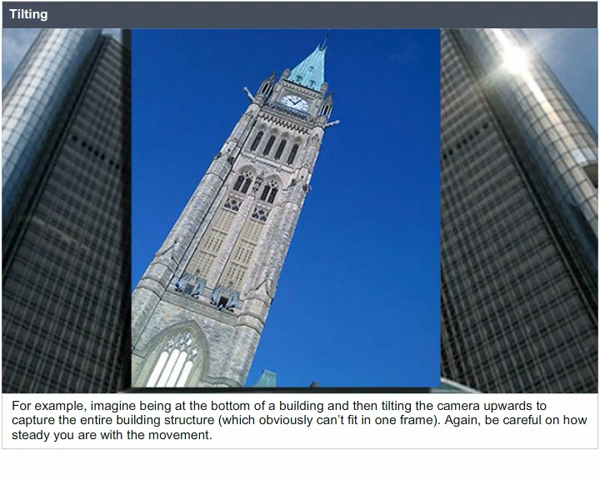 Tilting
For example, imagine being at the bottom of a building and then tilting the camera upwards to
capture the entire building structure (which obviously can't fit in one frame). Again, be careful on how
steady you are with the movement.